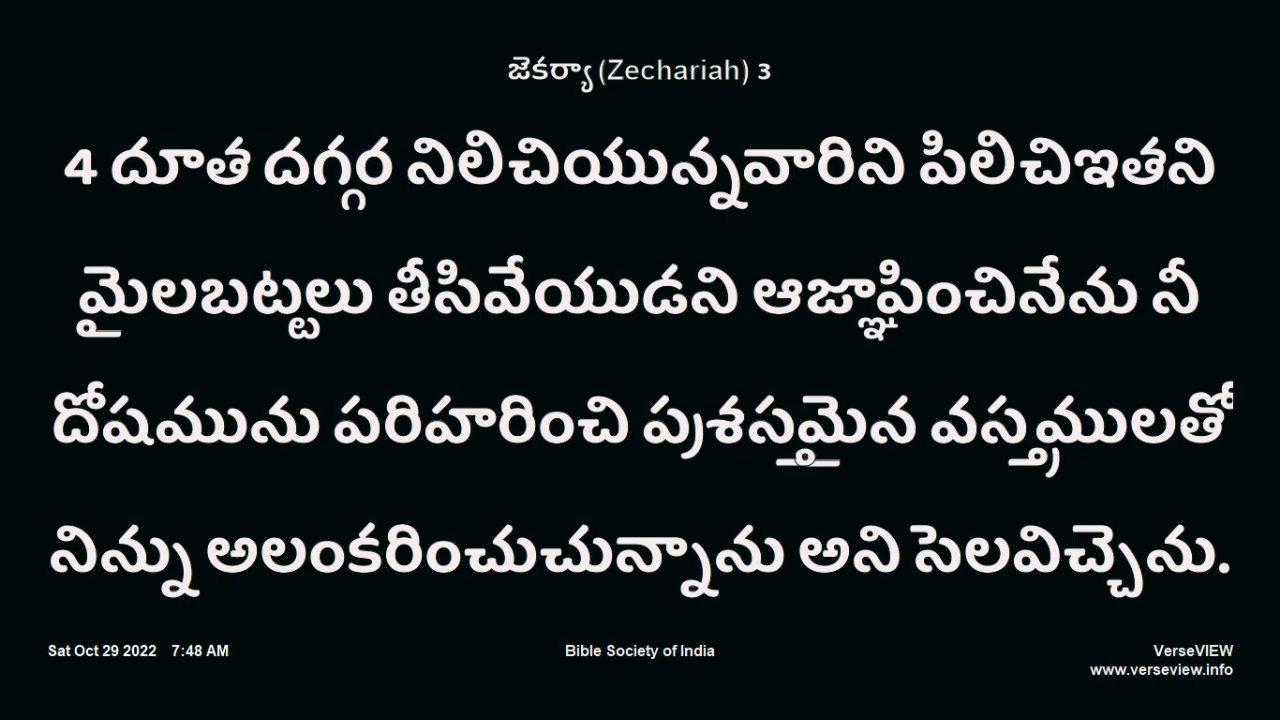 జెకర్యా (Zechariah) 3
4 దూత దగ్గర నిలిచియున్నవారిని పిలిచిఇతని
మైలబట్టలు తీసివేయుడని ఆజ్ఞాపించినేను నీ
దోషమును పరిహరించి ప్రశస్తమైన వస్త్రములతో
నిన్ను అలంకరించుచున్నాను అని సెలవిచ్చెను.
Sat Oct 29 2022 7:48 AM
Bible Society of India
VerseVIEW
www.verseview.info